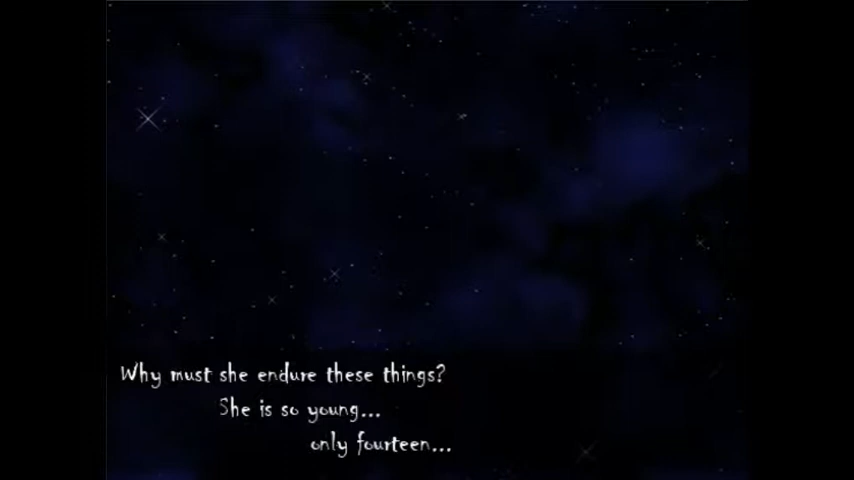 Why must she endure these things?
She is so young...
only fourteen...